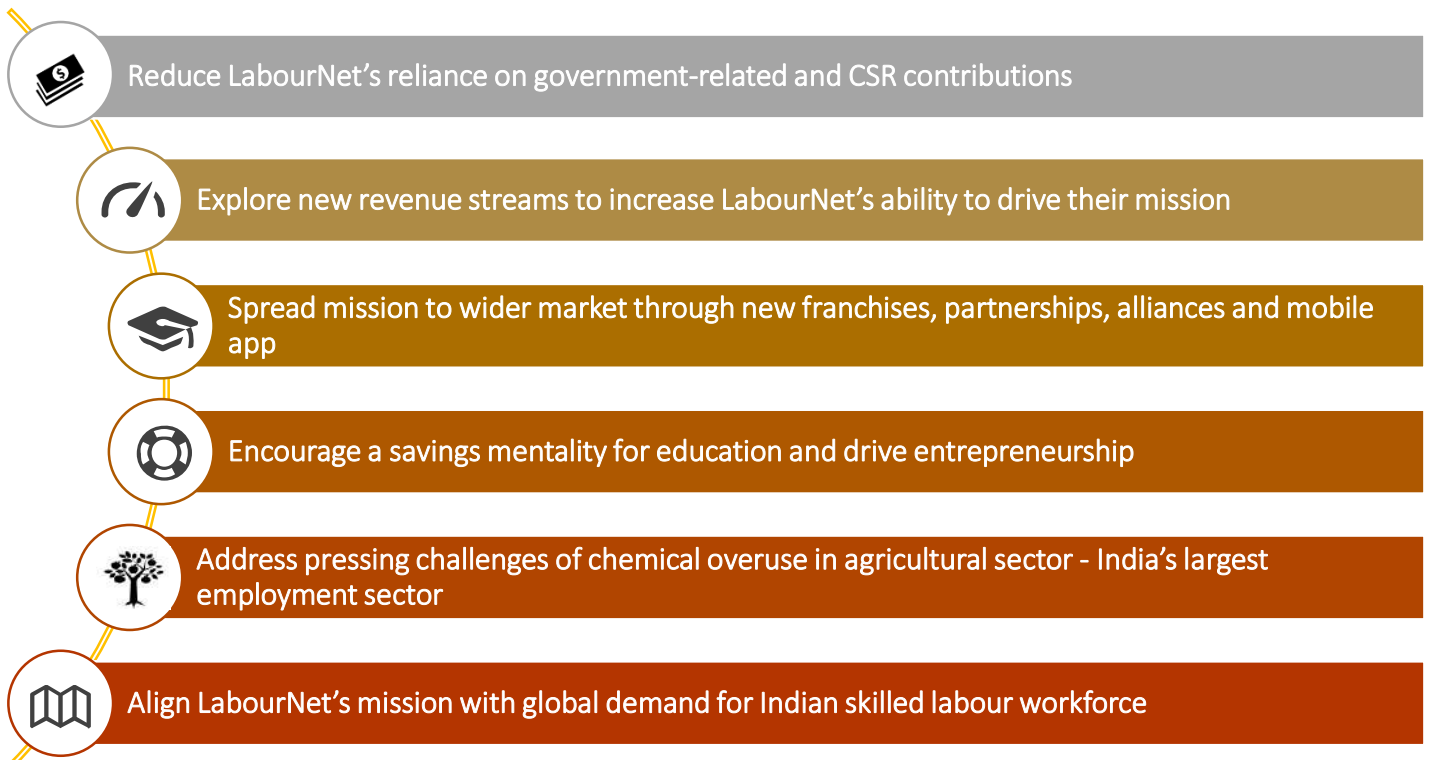 Reduce LabourNet’s reliance on government-related and CSR contributions
Explore new revenue streams to increase LabourNet’s ability to drive their mission
Spread mission to wider market through new franchises, partnerships, alliances and mobile
app
Encourage a savings mentality for education and drive entrepreneurship
Address pressing challenges of chemical overuse in agricultural sector - India’s largest
employment sector
Align LabourNet’s mission with global demand for Indian skilled labour workforce